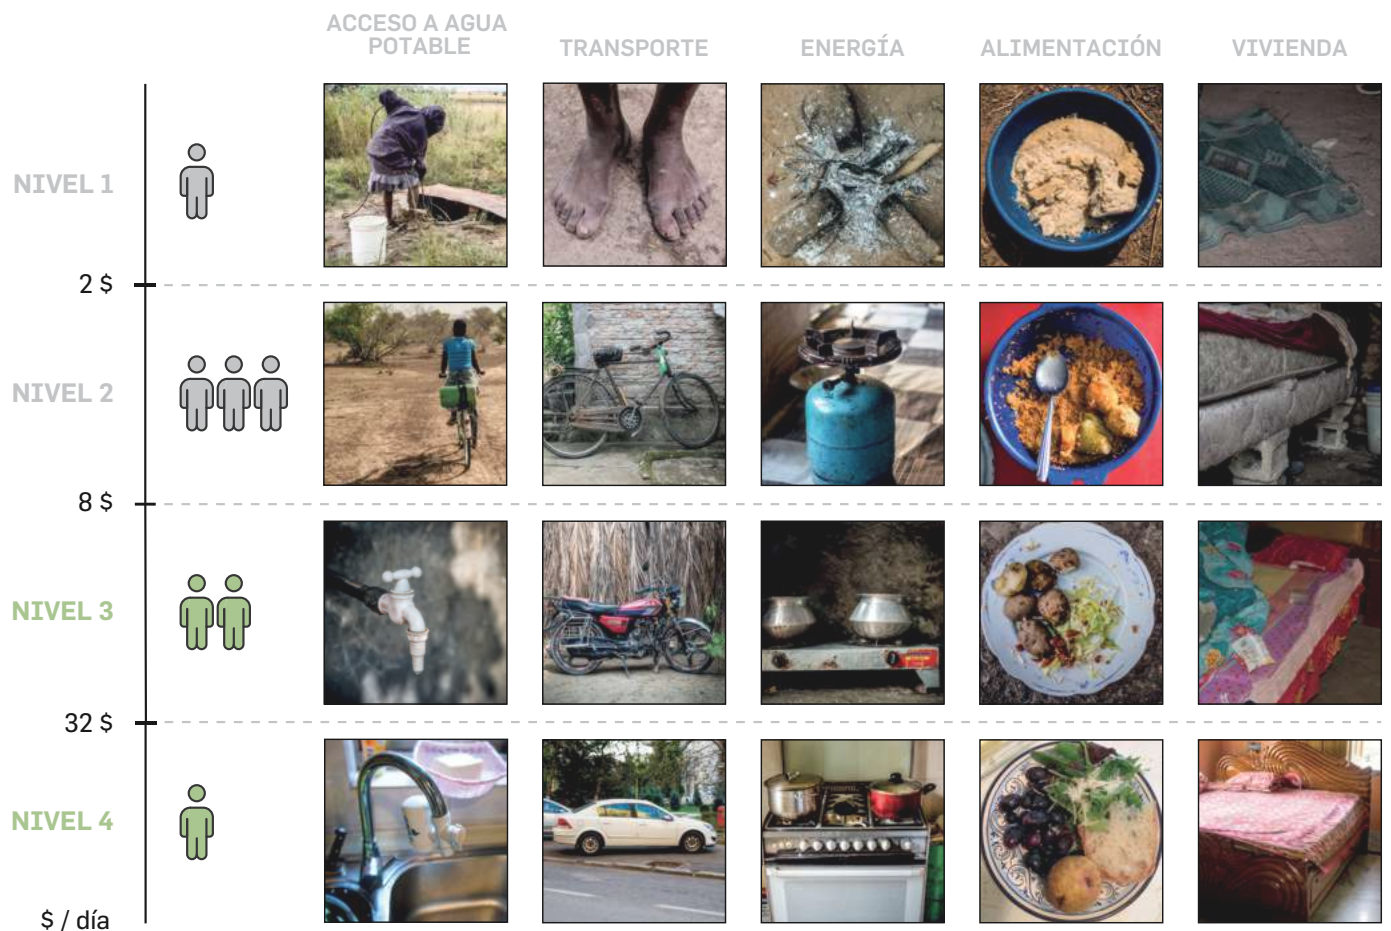 ACCESO A AGUA
POTABLE
TRANSPORTE
ENERGÍA
ALIMENTACIÓN
VIVIENDA
NIVEL 1
2 $
NIVEL 2
8 $
NIVEL 3
32 $
NIVEL 4
$ / día